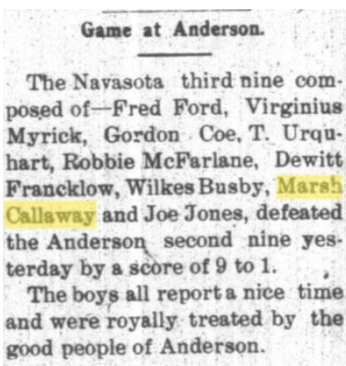 Game at Anderson.
The Navasota third nine com-
posed of—Fred Ford, Virginius
Myrick, Gordon Coe, T. Urqu-
hart, Robbie McFarlane, Dewitt
Francklow, Wilkes Busby, Marsh
Callaway and Joe Jones, defeated
the Anderson second nine yes-
terday by a score of 9 to 1.
The boys all report a nice time
and were royally treated by the
good people of Anderson.